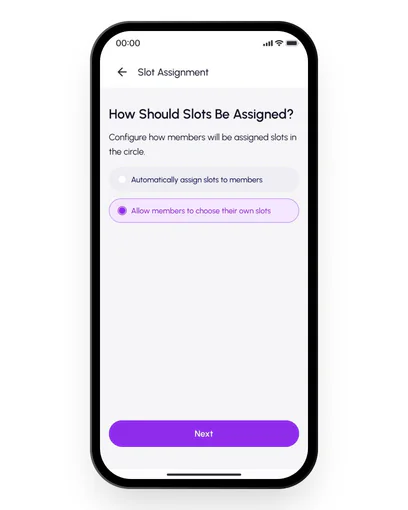 00:00
Slot Assignment
How Should Slots Be Assigned?
Configure how members will be assigned slots in
the circle.
Automatically assign slots to members
Allow members to choose their own slots
Next